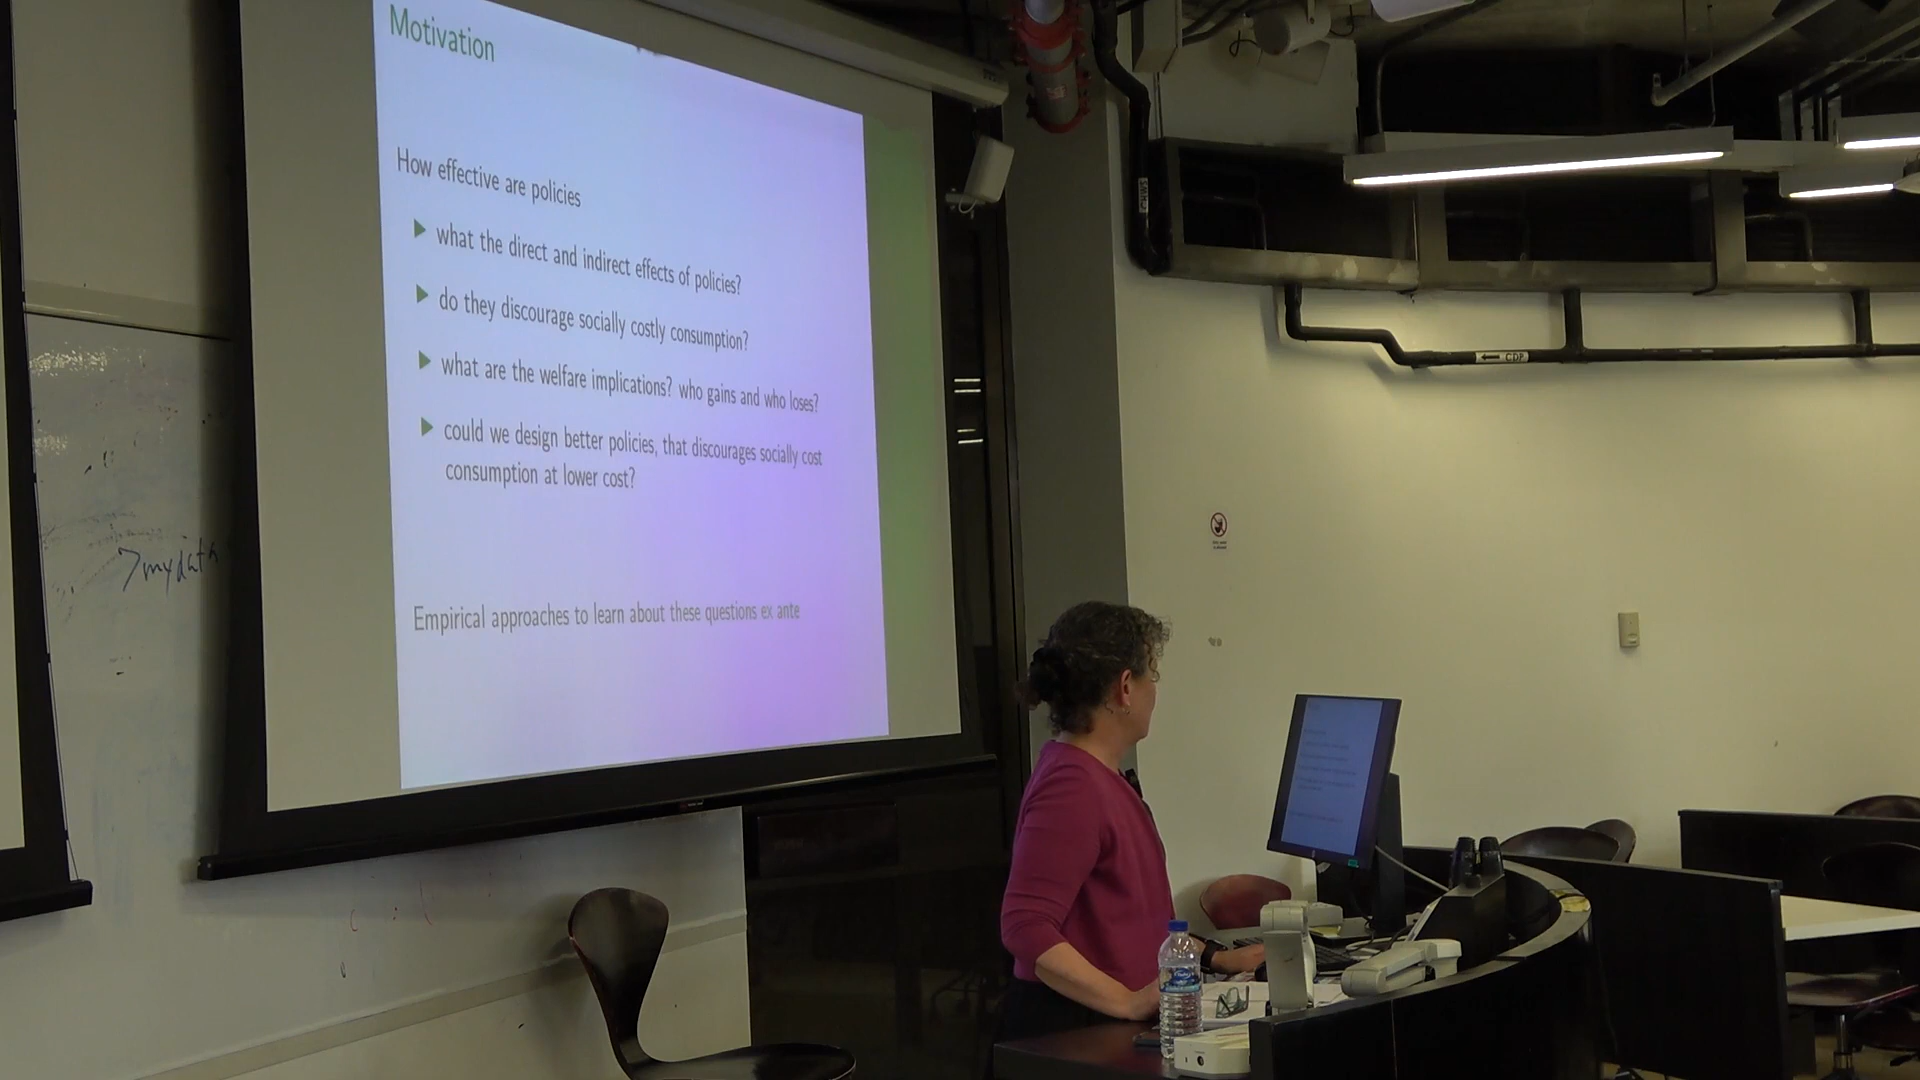 Motivation
How effective are policies
what the direct and indirect effects of policies?
do they discourage socially costly consumption?
what are the welfare implications? who gains and who loses?
could we design better policies, that discourages socially cost
consumption at lower cost?
Empirical approaches to learn about these questions ex ante
CHWS
CDP